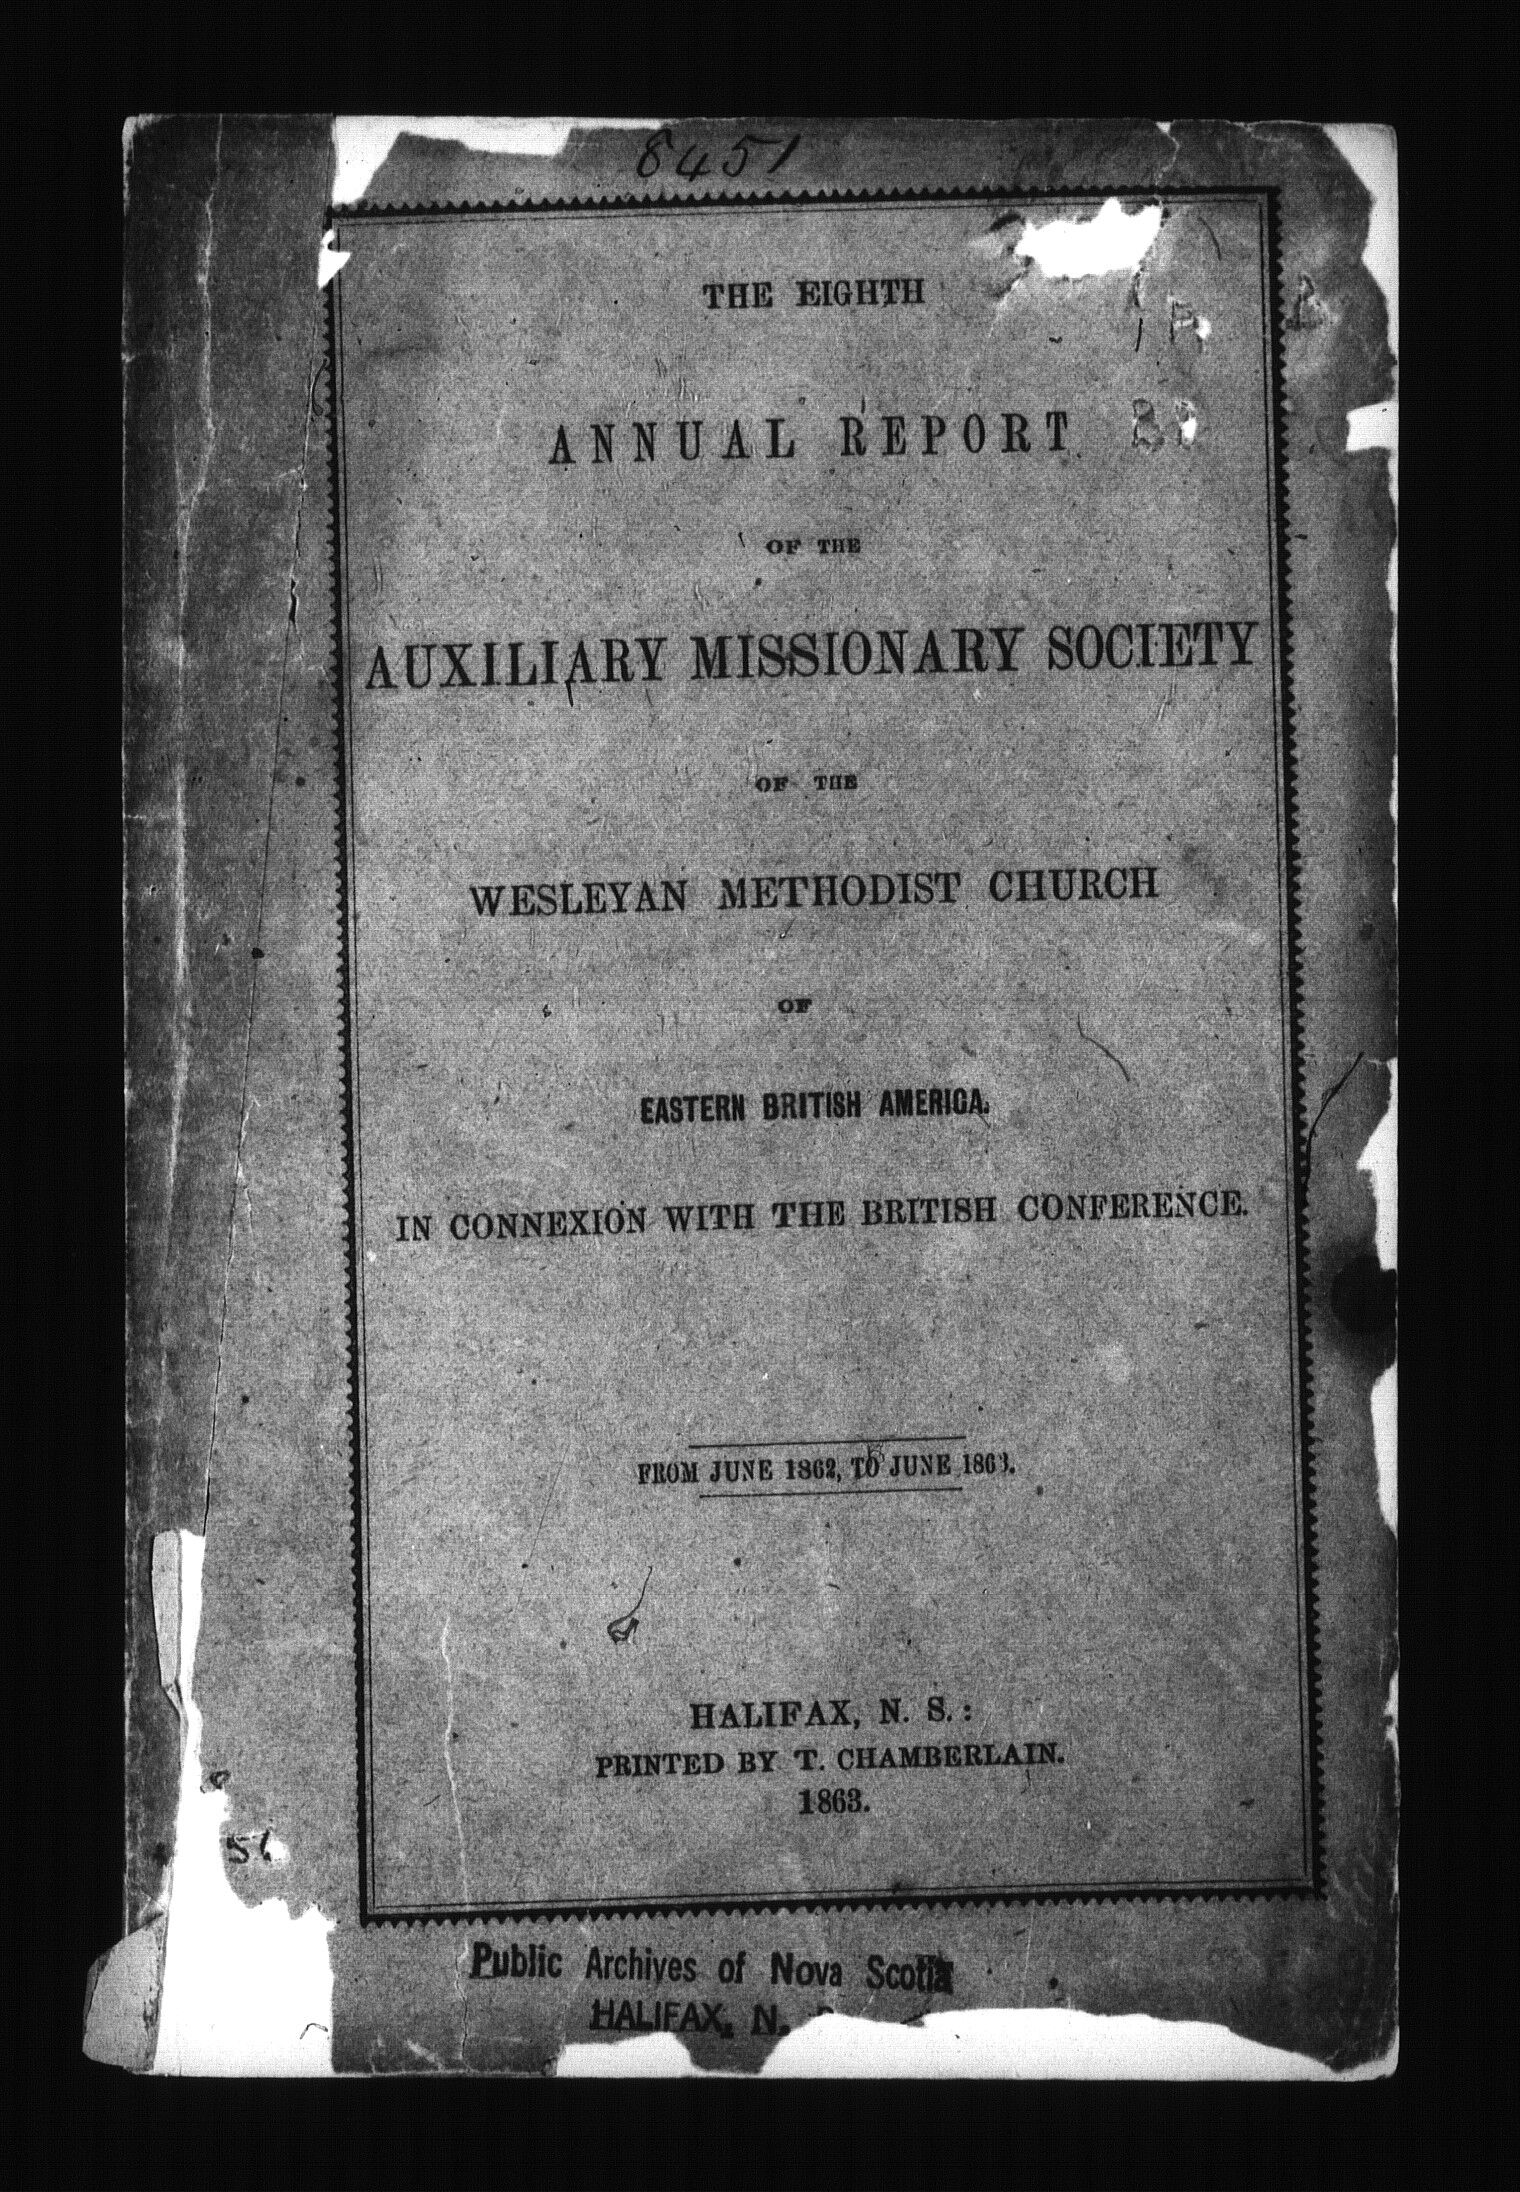 8451
THE EIGHTH
ANNUAL REPORT
OF THE
AUXILIARY MISSIONARY SOCIETY
OF THE
WESLEYAN METHODIST CHURCH
OF
EASTERN BRITISH AMERICA.
IN CONNEXION WITH THE BRITISH CONFERENCE.
FROM JUNE 1862, TO JUNE 1863.
HALIFAX, N. S.:
PRINTED BY T. CHAMBERLAIN.
1863.
Public Archives of Nova Scotia
HALIFAX, N.